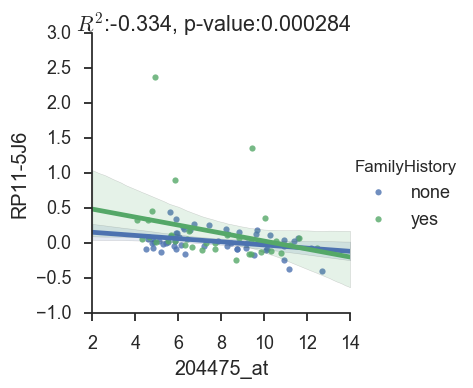 R²:-0.334, p-value:0.000284
3.0
2.5
2.0
1.5
1.0
0.5
0.0
−0.5
−1.0
RP11-5J6
2 4 6 8 10 12 14
204475_at
FamilyHistory
none
yes